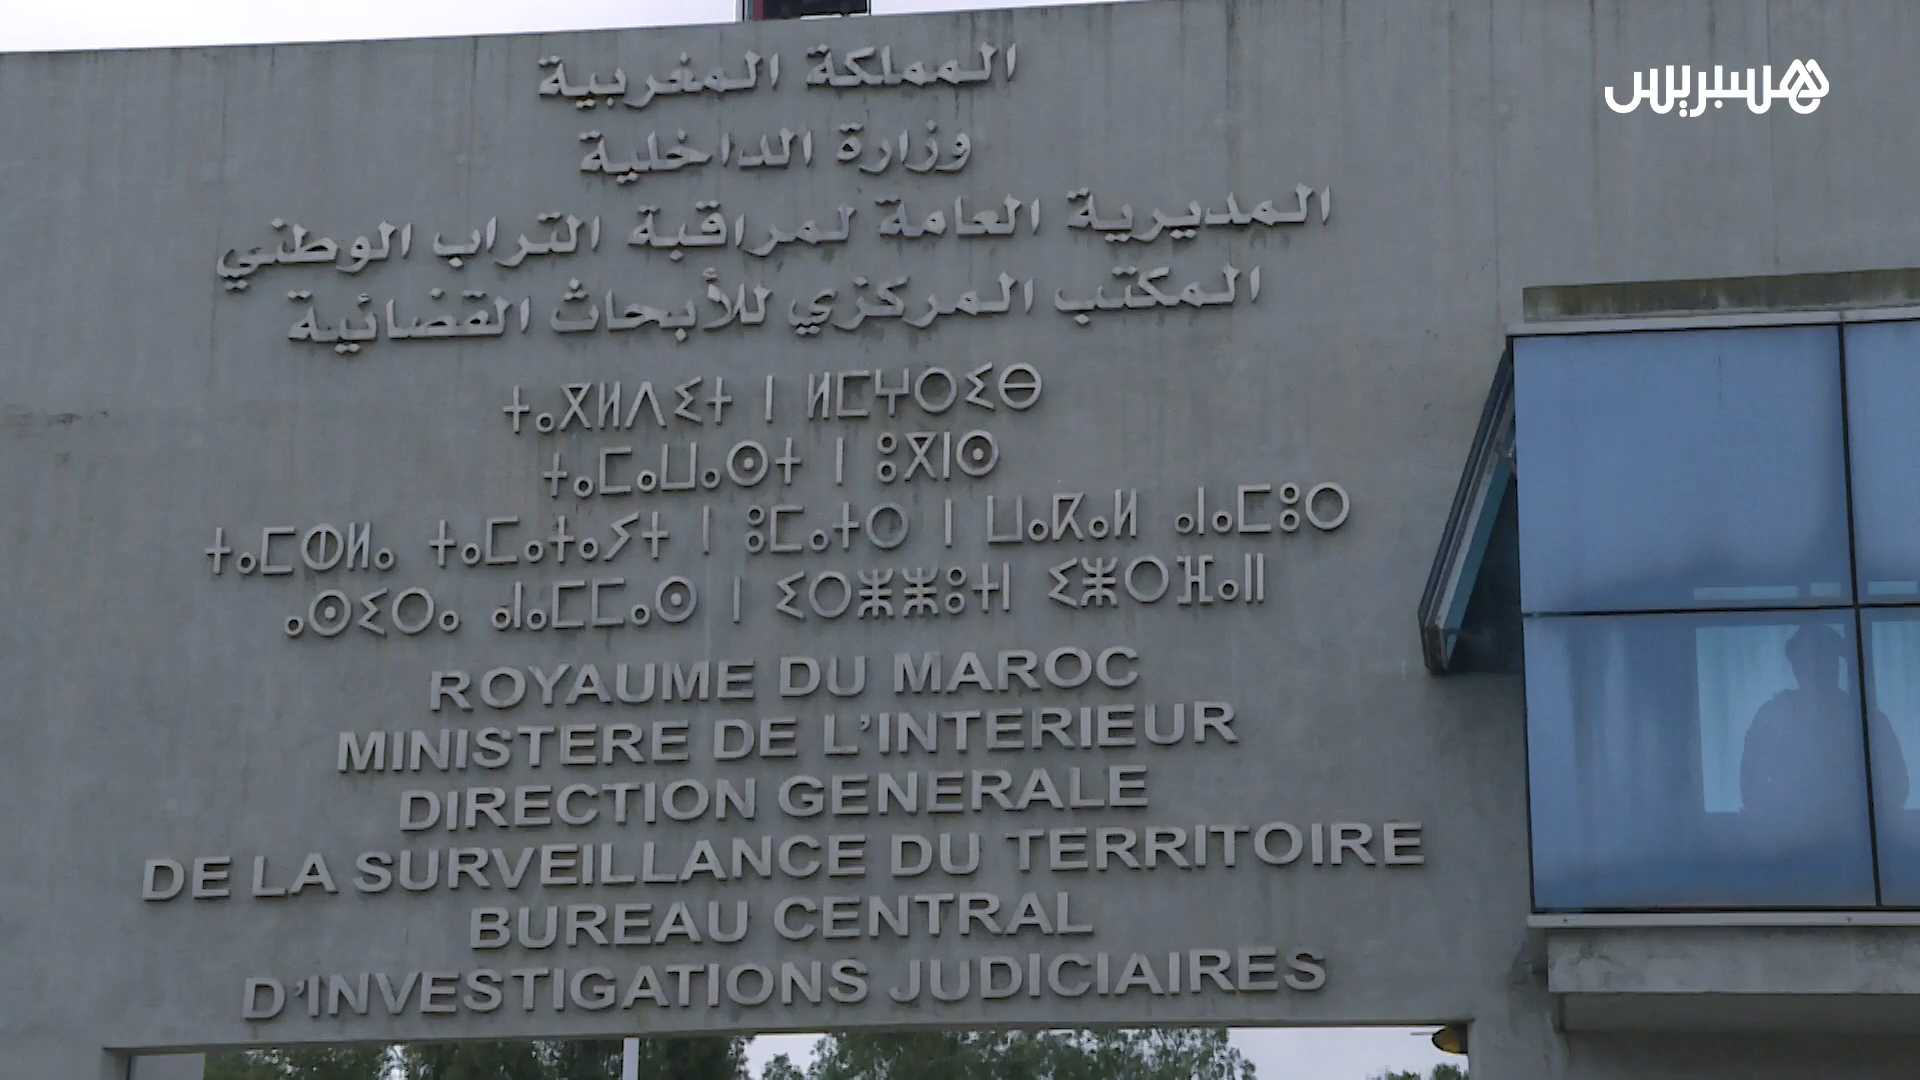 المملكة المغربية
هسبريس
وزارة الداخلية
المديرية العامة لمراقبة التراب الوطني
المكتب المركزي للأبحاث القضائية
ⵜⴰⴳⵍⴷⵉⵜ ⵏ ⵍⵎⵖⵔⵉⴱ
ⵜⴰⵎⴰⵡⴰⵙⵜ ⵏ ⵓⴳⵏⵙ
ⵜⴰⵎⵀⵍⴰ ⵜⴰⵎⴰⵜⴰⵢⵜ ⵏ ⵓⵎⴰⵜⵔ ⵏ ⵡⴰⴽⴰⵍ ⴰⵏⴰⵎⵓⵔ
ⴰⵙⵉⵔⴰ ⴰⵏⴰⵎⵎⴰⵙ ⵏ ⵉⵔⵣⵣⵓⵜⵏ ⵉⵣⵔⴼⴰⵏ
ROYAUME DU MAROC
MINISTERE DE L'INTERIEUR
DIRECTION GENERALE
DE LA SURVEILLANCE DU TERRITOIRE
BUREAU CENTRAL
D'INVESTIGATIONS JUDICIAIRES